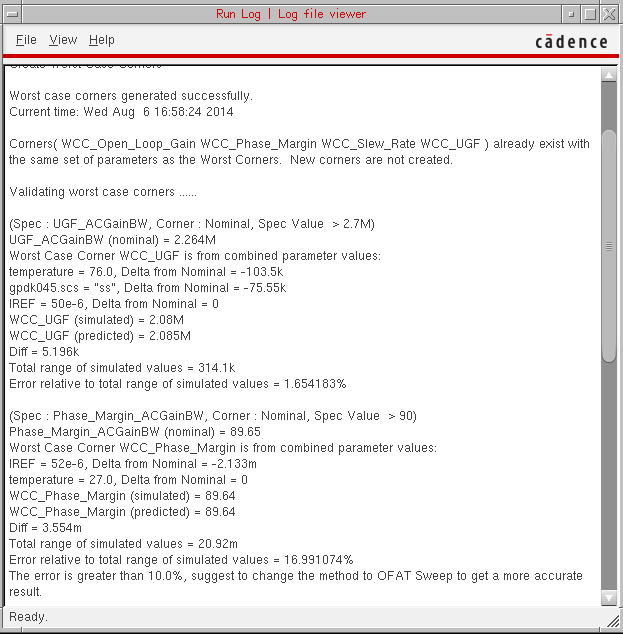 Run Log | Log file viewer
File View Help
cādence
Create Worst Case Corners
Worst case corners generated successfully.
Current time: Wed Aug 6 16:58:24 2014
Corners( WCC_Open_Loop_Gain WCC_Phase_Margin WCC_Slew_Rate WCC_UGF ) already exist with
the same set of parameters as the Worst Corners. New corners are not created.
Validating worst case corners ......
(Spec : UGF_ACGainBW, Corner : Nominal, Spec Value > 2.7M)
UGF_ACGainBW (nominal) = 2.264M
Worst Case Corner WCC_UGF is from combined parameter values:
temperature = 76.0, Delta from Nominal = -103.5k
gpdk045.scs = "ss", Delta from Nominal = -75.55k
IREF = 50e-6, Delta from Nominal = 0
WCC_UGF (simulated) = 2.08M
WCC_UGF (predicted) = 2.085M
Diff = 5.196k
Total range of simulated values = 314.1k
Error relative to total range of simulated values = 1.654183%
(Spec : Phase_Margin_ACGainBW, Corner : Nominal, Spec Value > 90)
Phase_Margin_ACGainBW (nominal) = 89.65
Worst Case Corner WCC_Phase_Margin is from combined parameter values:
IREF = 52e-6, Delta from Nominal = -2.133m
temperature = 27.0, Delta from Nominal = 0
WCC_Phase_Margin (simulated) = 89.64
WCC_Phase_Margin (predicted) = 89.64
Diff = 3.554m
Total range of simulated values = 20.92m
Error relative to total range of simulated values = 16.991074%
The error is greater than 10.0%, suggest to change the method to OFAT Sweep to get a more accurate
result.
Ready.